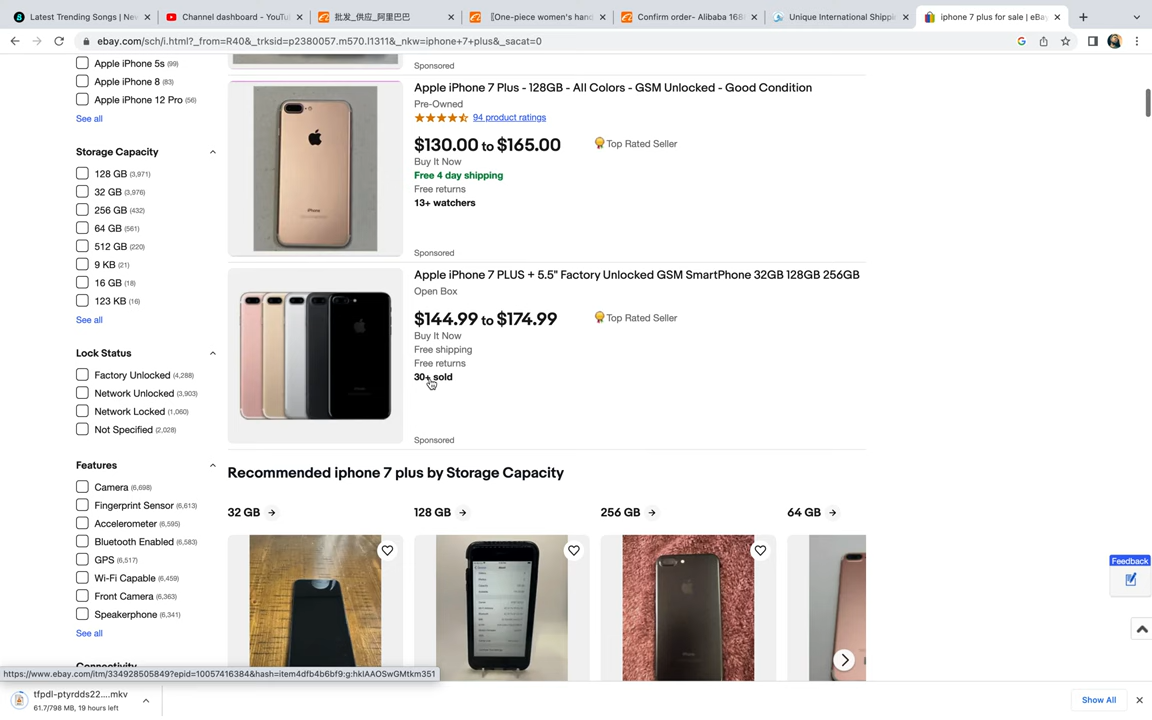 Latest Trending Songs | Ne
Channel dashboard - YouTu
批发_供应_阿里巴巴
〖One-piece women's hand
Confirm order- Alibaba 168
Unique International Shippi
iphone 7 plus for sale | eBa
ebay.com/sch/i.html?_from=R40&_trksid=p2380057.m570.l1311&_nkw=iphone+7+plus&_sacat=0
Apple iPhone 5s (99)
Apple iPhone 8 (83)
Apple iPhone 12 Pro (56)
See all
Storage Capacity
128 GB (3,971)
32 GB (3,976)
256 GB (432)
64 GB (561)
512 GB (220)
9 KB (21)
16 GB (18)
123 KB (16)
See all
Lock Status
Factory Unlocked (4,288)
Network Unlocked (3,903)
Network Locked (1,060)
Not Specified (2,028)
Features
Camera (6,698)
Fingerprint Sensor (6,613)
Accelerometer (6,595)
Bluetooth Enabled (6,583)
GPS (6,517)
Wi-Fi Capable (6,459)
Front Camera (6,363)
Speakerphone (6,341)
See all
Connectivity
Sponsored
Apple iPhone 7 Plus - 128GB - All Colors - GSM Unlocked - Good Condition
Pre-Owned
94 product ratings
$130.00 to $165.00
Top Rated Seller
Buy It Now
Free 4 day shipping
Free returns
13+ watchers
Sponsored
Apple iPhone 7 PLUS + 5.5" Factory Unlocked GSM SmartPhone 32GB 128GB 256GB
Open Box
$144.99 to $174.99
Top Rated Seller
Buy It Now
Free shipping
Free returns
30+ sold
Sponsored
Recommended iphone 7 plus by Storage Capacity
32 GB
128 GB
256 GB
64 GB
Feedback
https://www.ebay.com/itm/334928505849?epid=10057416384&hash=item4dfb4b6bf9:g:hkIAAOSwGMtkm351
tfpdl-ptyrdds22....mkv
61.7/798 MB, 19 hours left
Show All